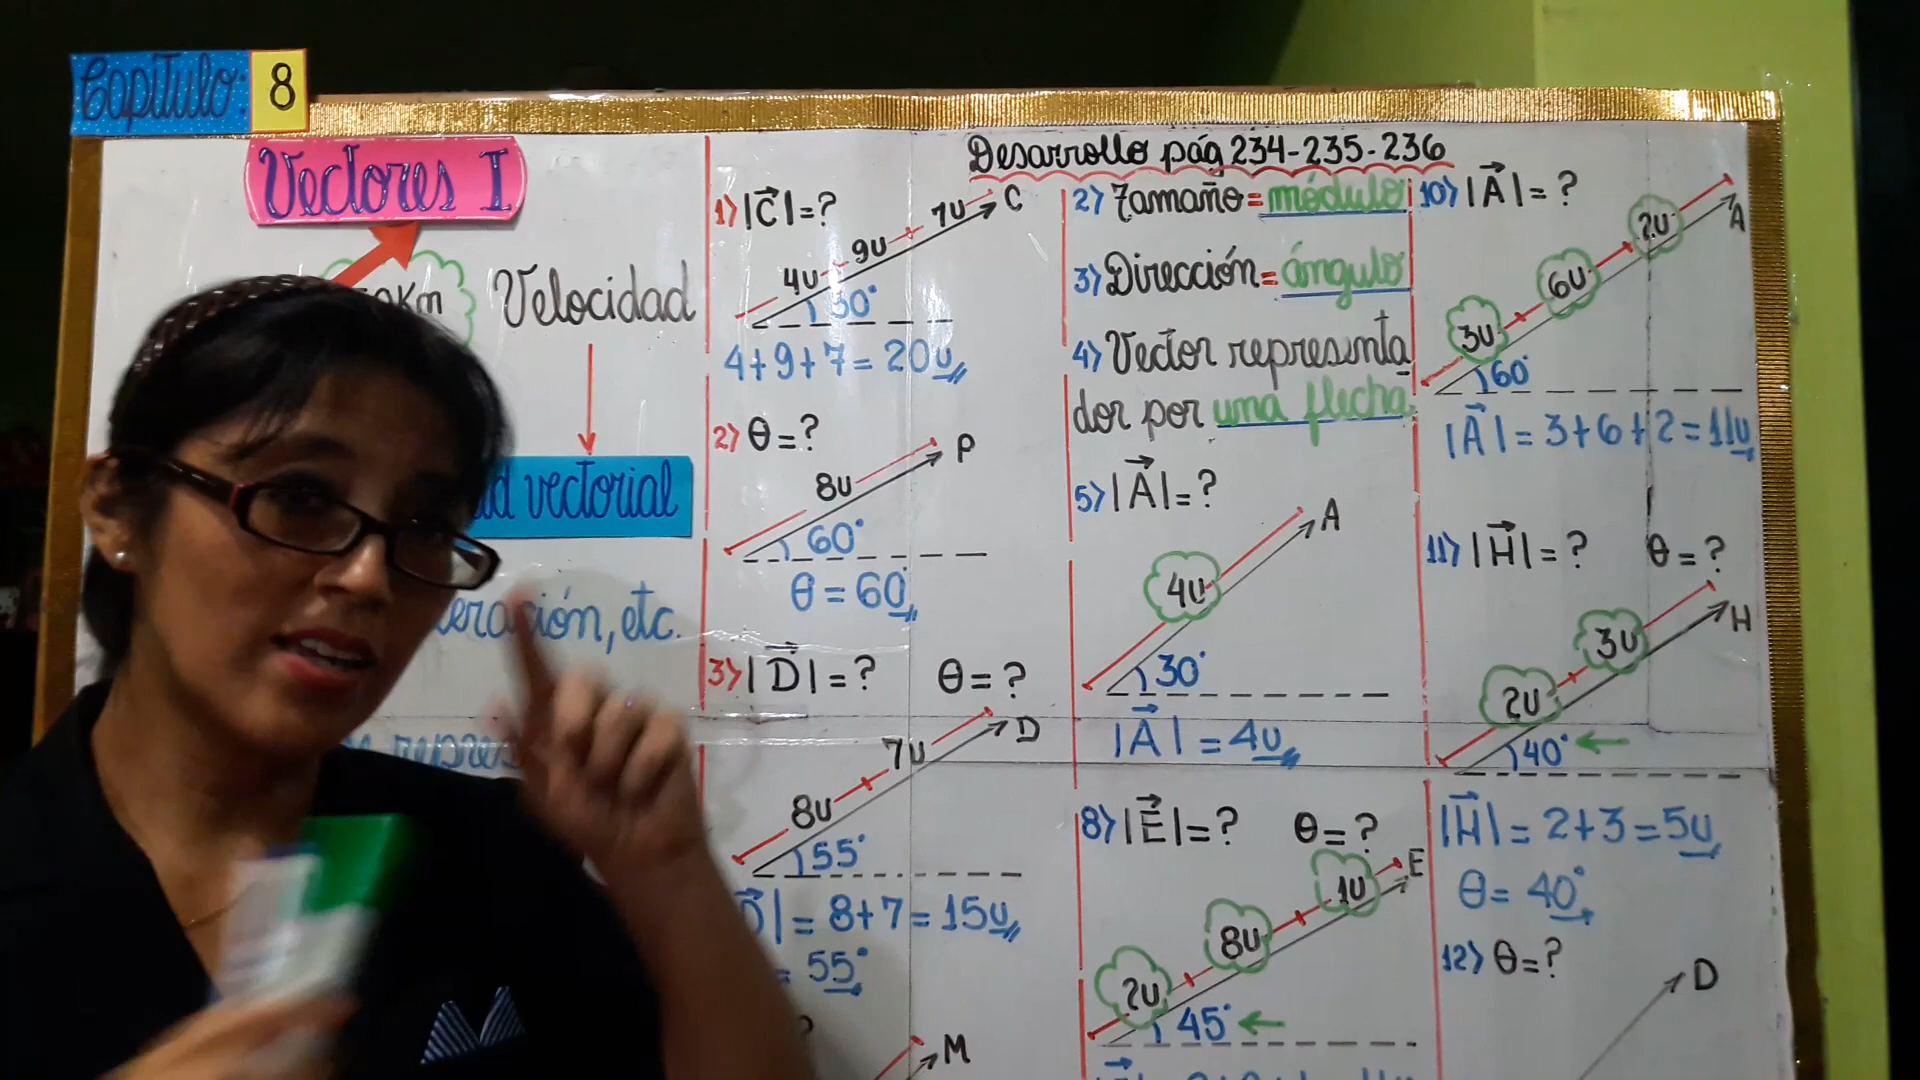 Capítulo: 8
Vectores I
Km
Velocidad
vectorial
eración, etc.
Desarrollo pág 234-235-236
1) |C|=?
4u 9u 7u C
30°
4+9+7=20u
2) θ=?
8u P
60°
θ=60°
3) |D|=? θ=?
8u 7u D
55°
D|=8+7=15u
=55°
?
M
2) Tamaño=módulo
3) Dirección=ángulo
4) Vector representa
dor por una flecha
5) |A|=?
4u A
30°
|A|=4u
8) |E|=? θ=?
2u 8u 1u E
45°
10) |A|=?
3u 6u 2u A
60°
|A|=3+6+2=11u
11) |H|=? θ=?
2u 3u H
40°
|H|=2+3=5u
θ=40°
12) θ=?
D